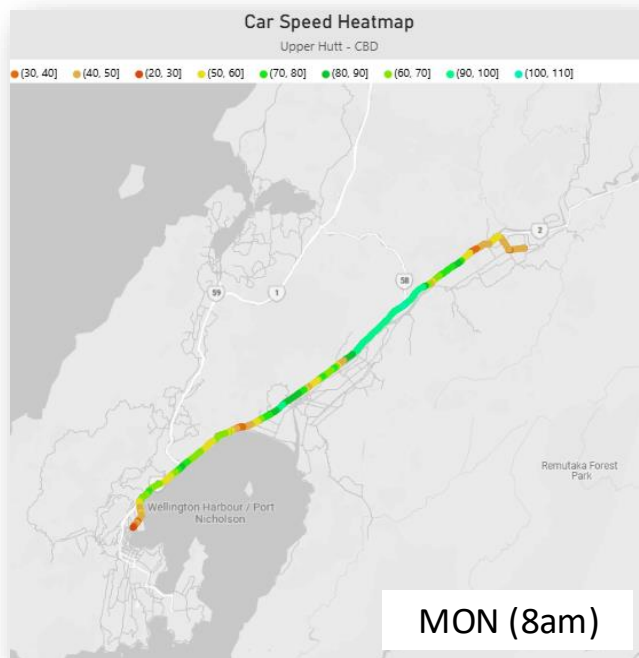 Car Speed Heatmap
Upper Hutt - CBD
(30, 40] (40, 50] (20, 30] (50, 60] (70, 80] (80, 90] (60, 70] (90, 100] (100, 110]
2
58
59
1
Remutaka Forest
Park
Wellington Harbour / Port
Nicholson
MON (8am)